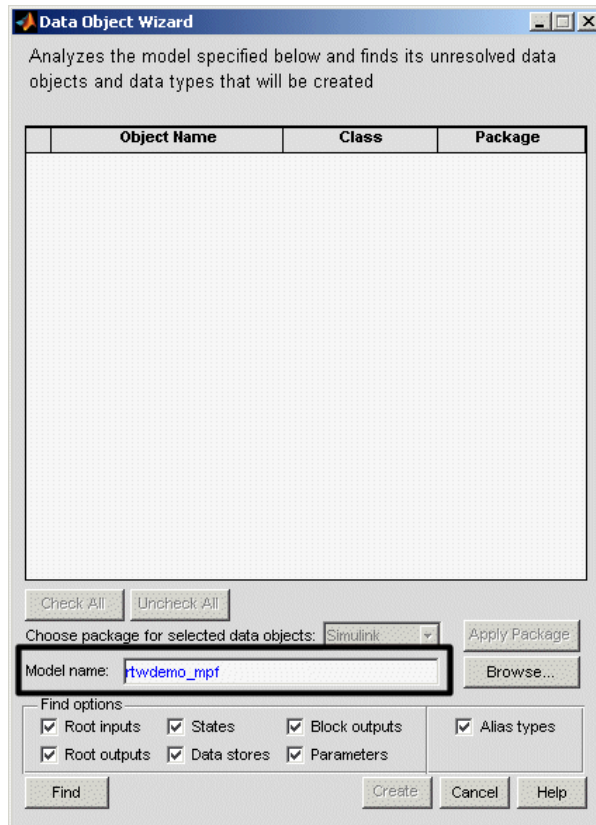 Data Object Wizard
Analyzes the model specified below and finds its unresolved data
objects and data types that will be created
Object Name Class Package
Check All Uncheck All
Choose package for selected data objects: Simulink Apply Package
Model name: rtwdemo_mpf Browse...
Find options
Root inputs States Block outputs Alias types
Root outputs Data stores Parameters
Find Create Cancel Help